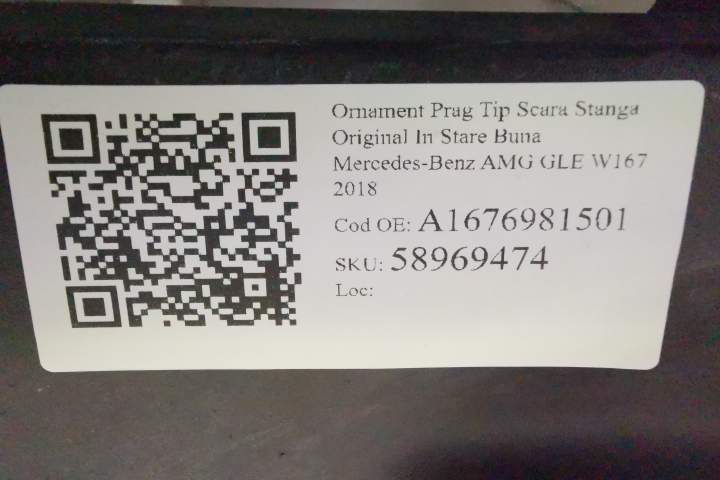 Ornament Prag Tip Scara Stanga
Original In Stare Buna
Mercedes-Benz AMG GLE W167
2018
Cod OE: A1676981501
SKU: 58969474
Loc: